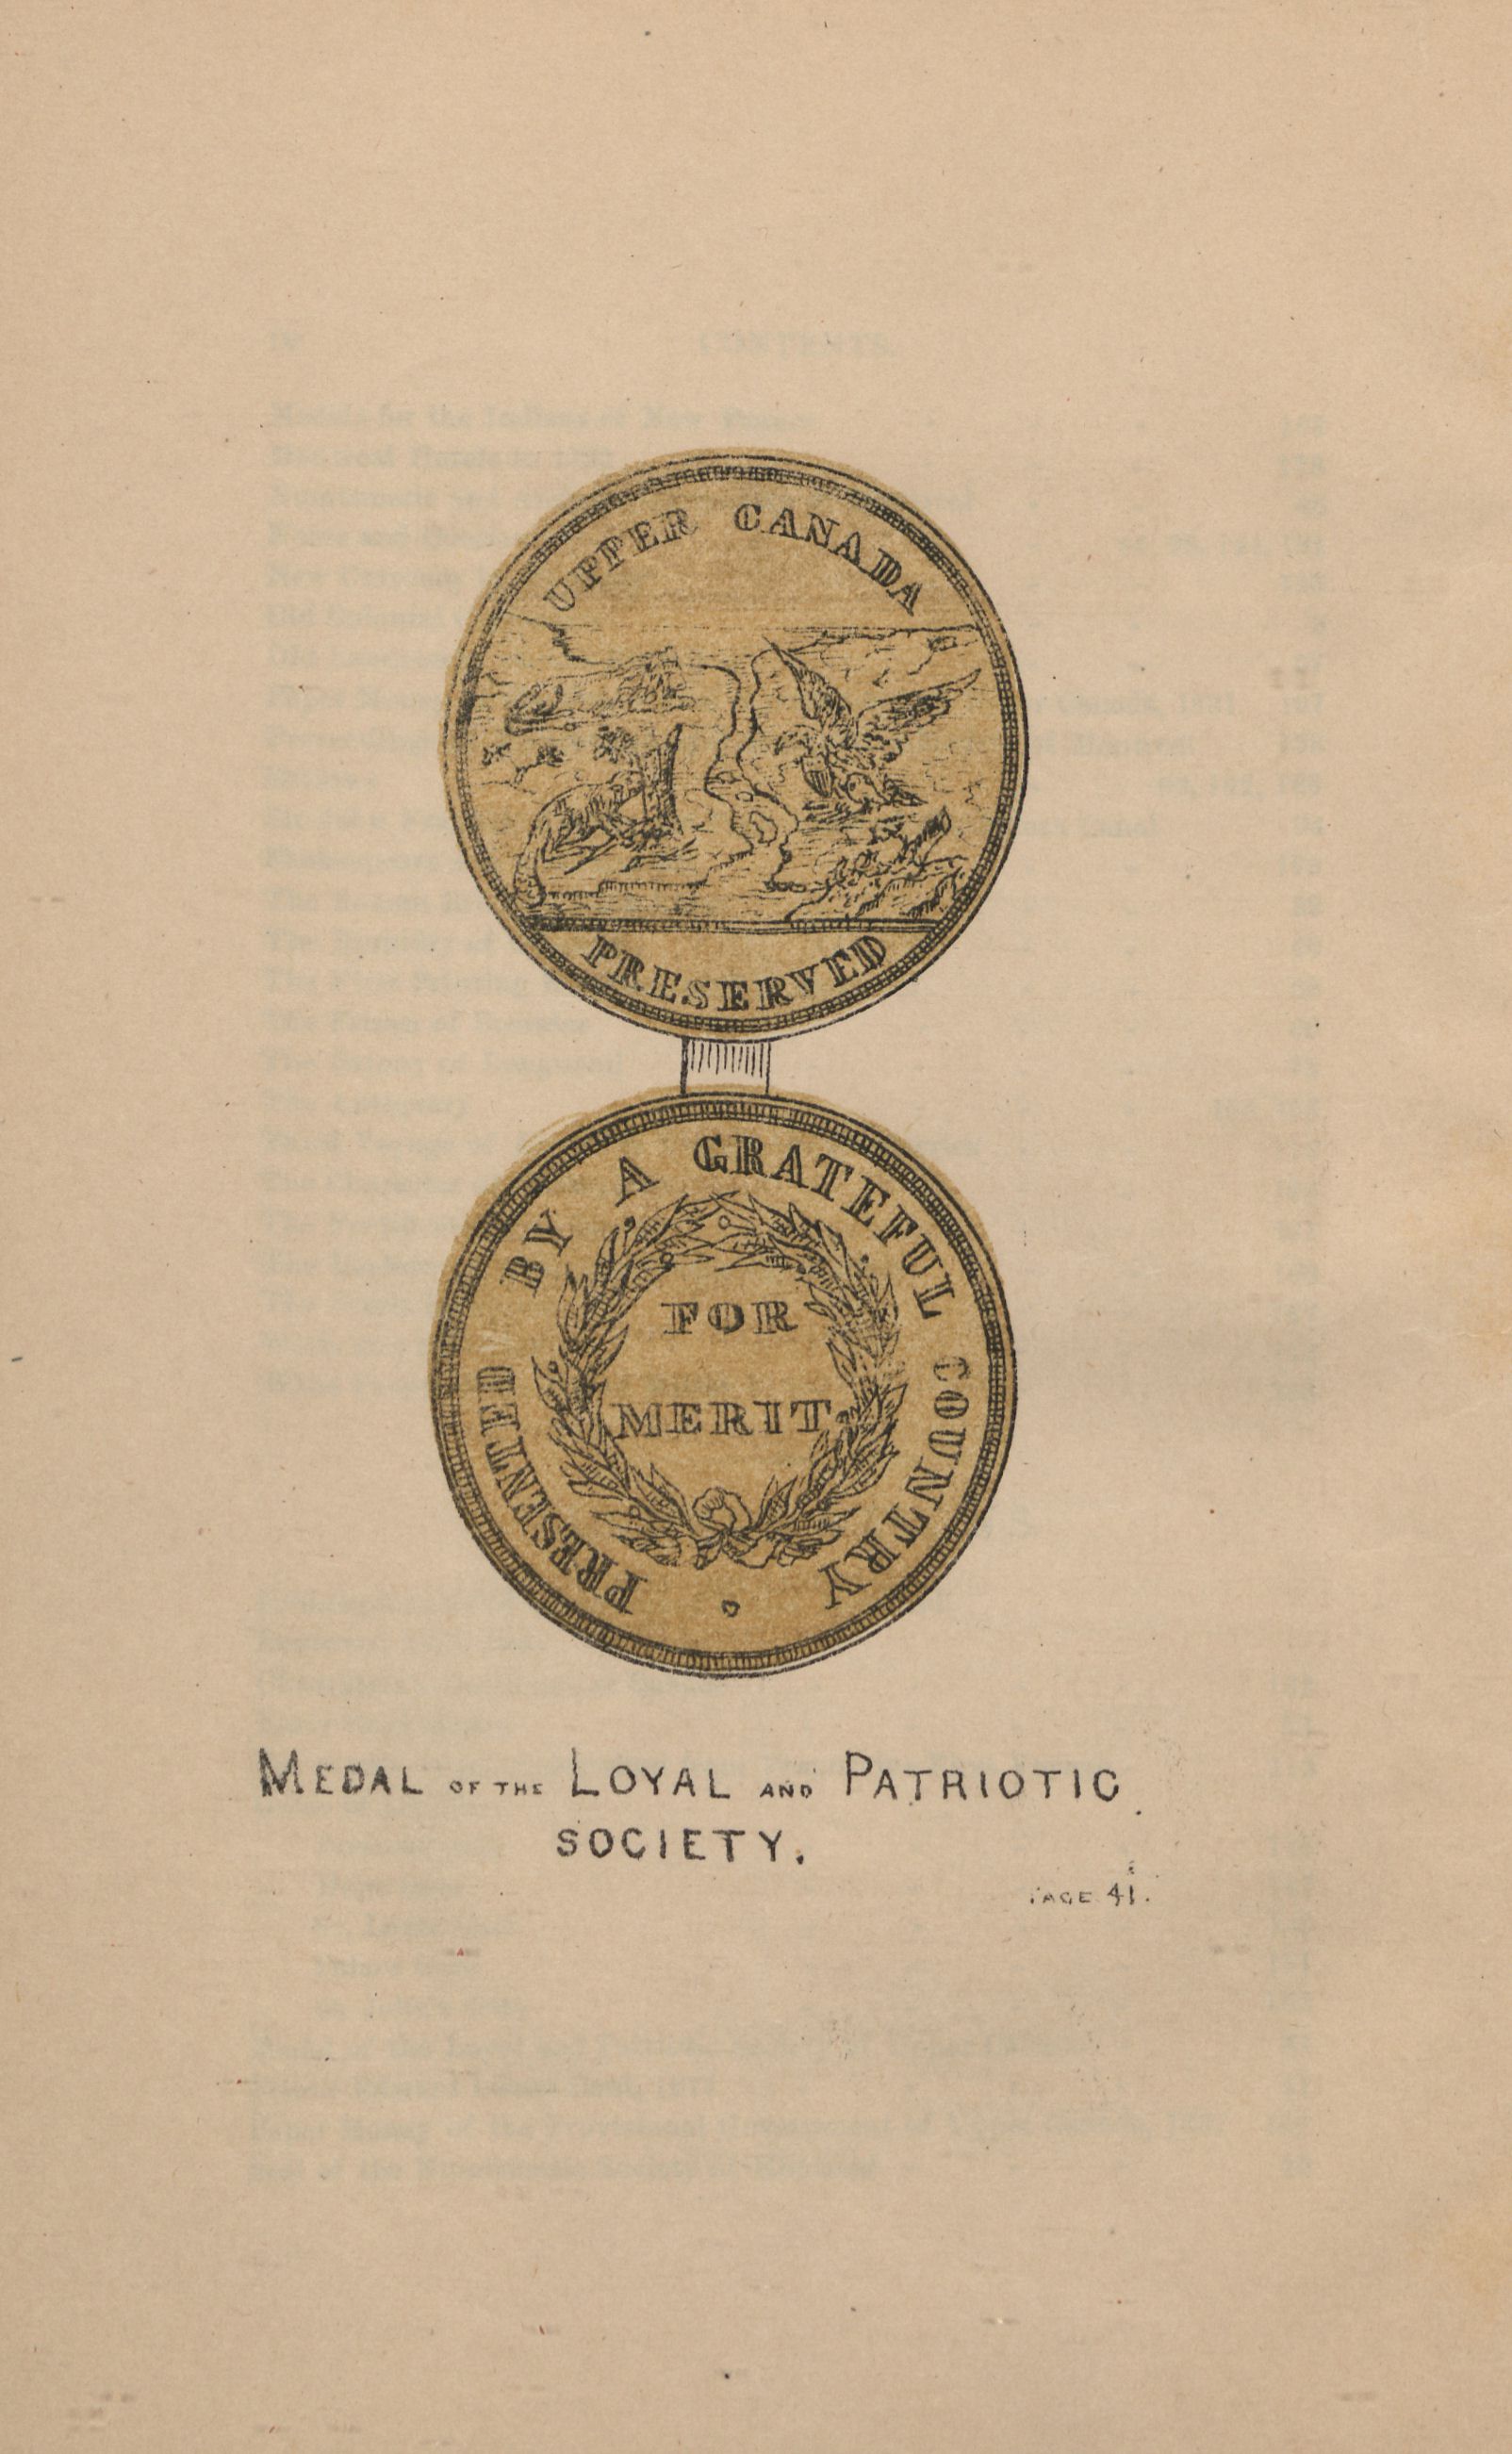 UPPER CANADA
PRESERVED
PRESENTED BY A GRATEFUL COUNTRY
FOR
MERIT.
MEDAL OF THE LOYAL AND PATRIOTIC
SOCIETY.
PAGE 41.